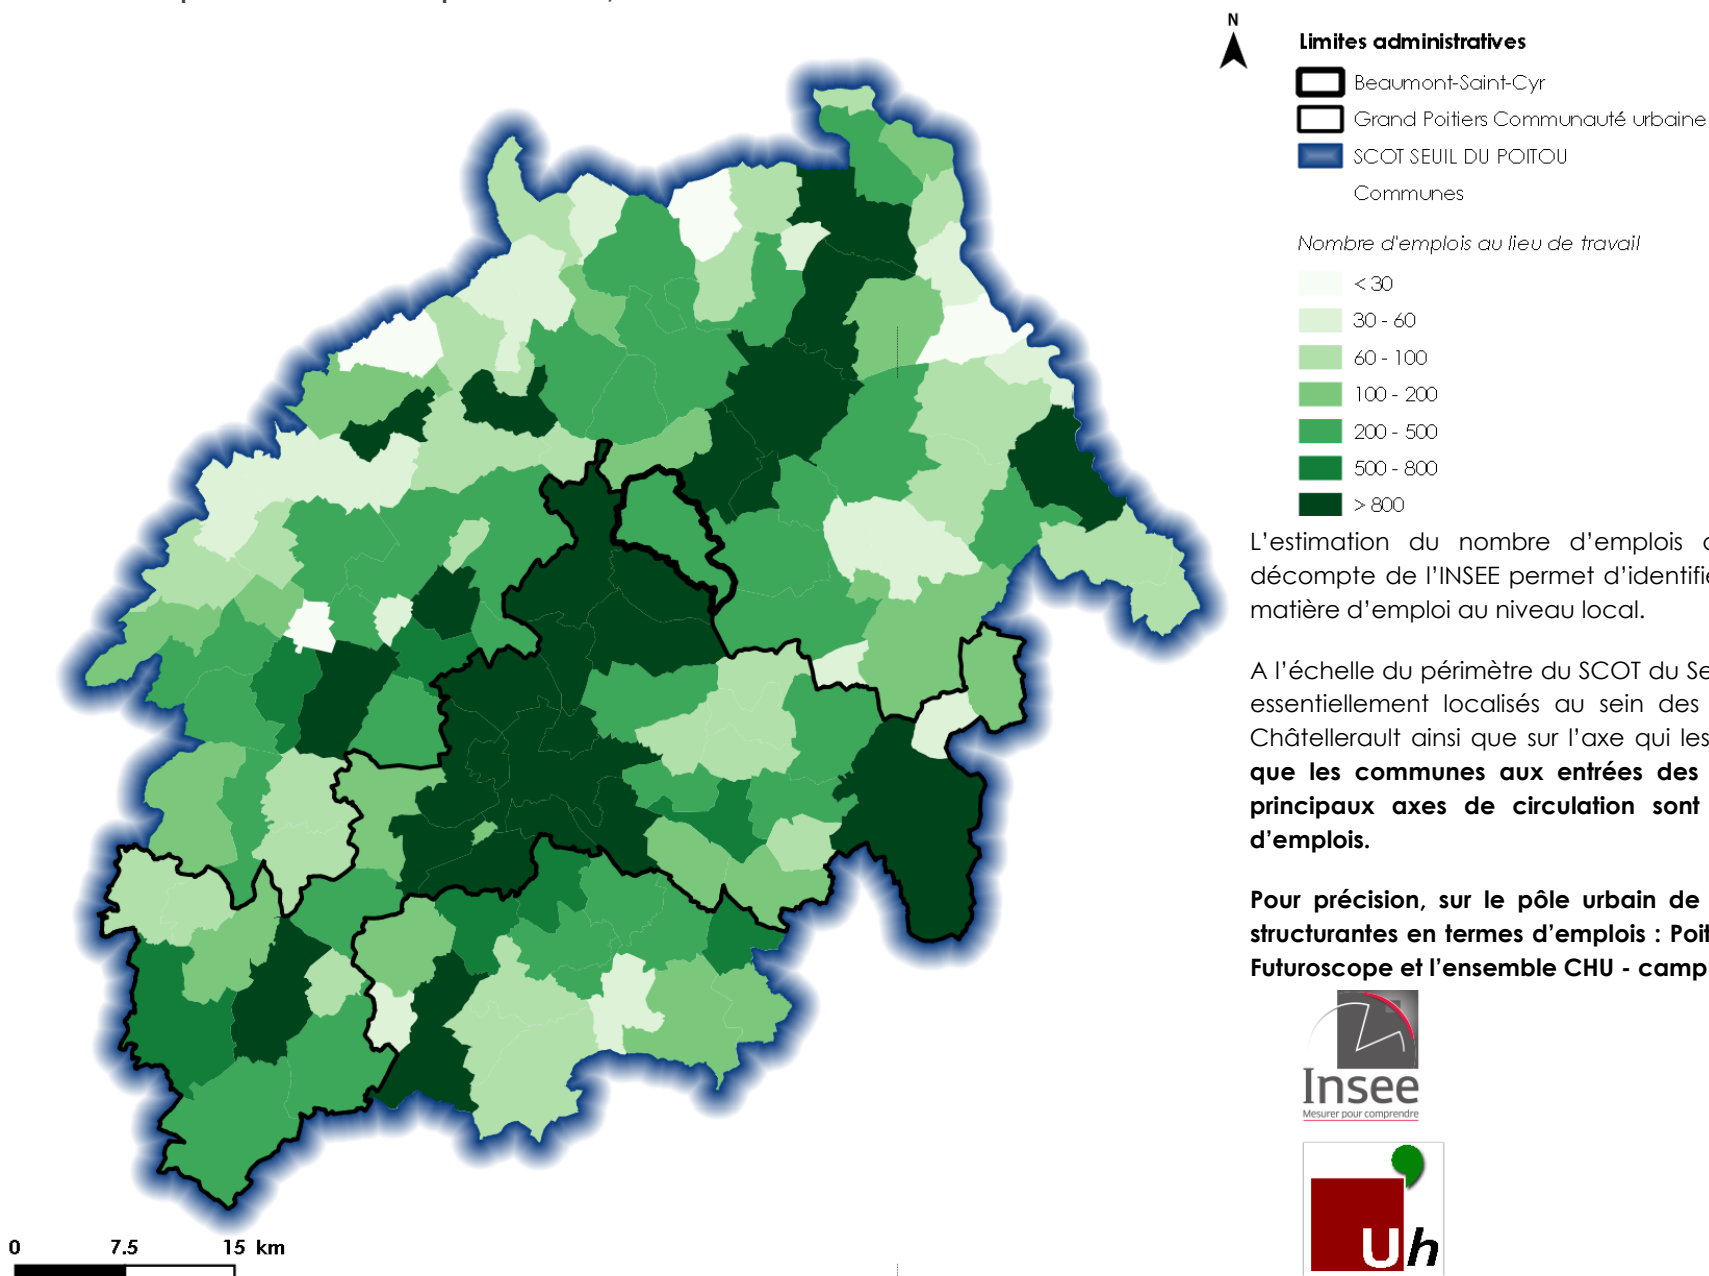 N
Limites administratives
Beaumont-Saint-Cyr
Grand Poitiers Communauté urbaine
SCOT SEUIL DU POITOU
Communes
Nombre d'emplois au lieu de travail
< 30
30 - 60
60 - 100
100 - 200
200 - 500
500 - 800
> 800
L'estimation du nombre d'emplois
décompte de l'INSEE permet d'identifie
matière d'emploi au niveau local.
A l'échelle du périmètre du SCOT du Se
essentiellement localisés au sein des
Châtellerault ainsi que sur l'axe qui les
que les communes aux entrées des
principaux axes de circulation sont
d'emplois.
Pour précision, sur le pôle urbain de
structurantes en termes d'emplois : Poit
Futuroscope et l'ensemble CHU - camp
Insee
Mesurer pour comprendre
Uh
0 7.5 15 km